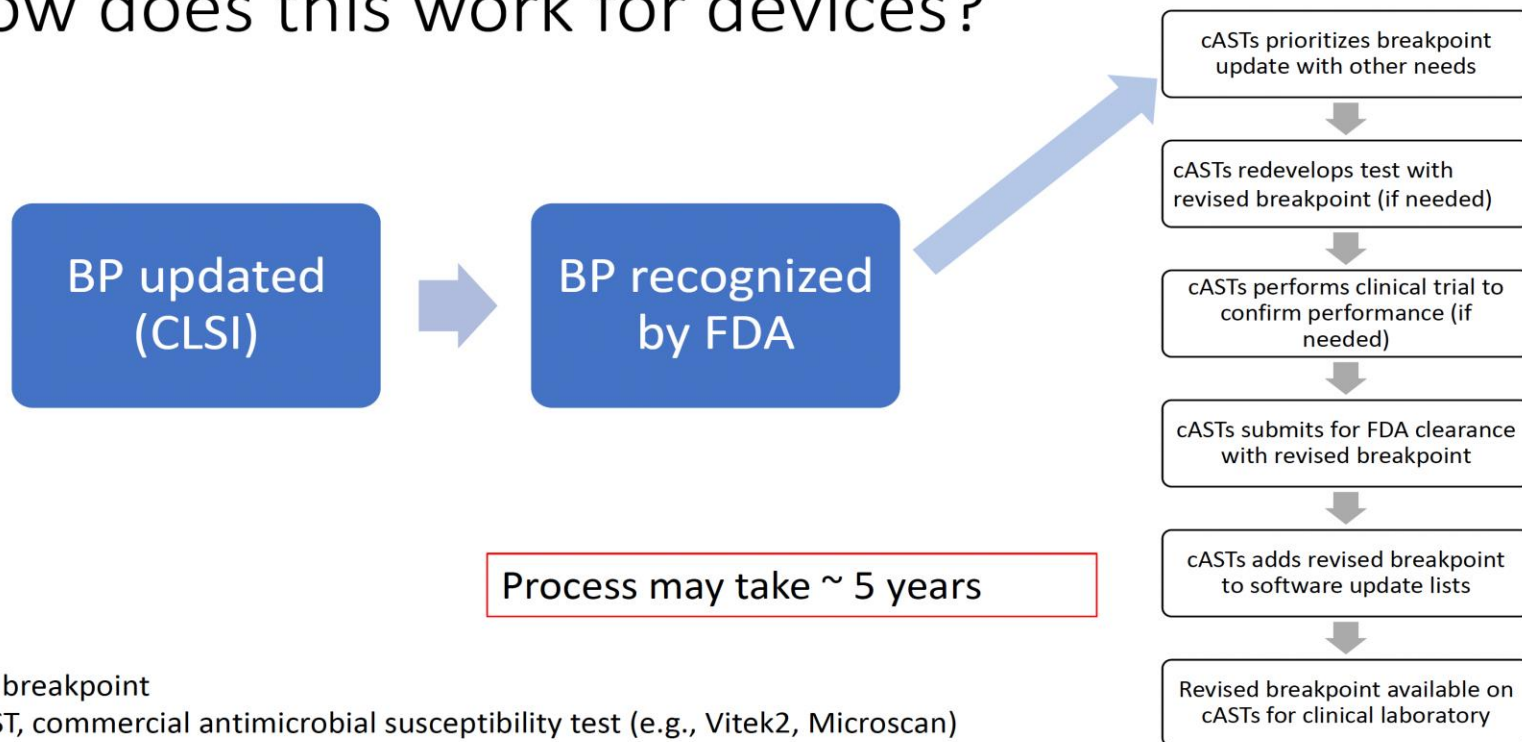 ow does this work for devices?
BP updated
(CLSI)
BP recognized
by FDA
cASTs prioritizes breakpoint
update with other needs
cASTs redevelops test with
revised breakpoint (if needed)
cASTs performs clinical trial to
confirm performance (if
needed)
cASTs submits for FDA clearance
with revised breakpoint
cASTs adds revised breakpoint
to software update lists
Revised breakpoint available on
cASTs for clinical laboratory
Process may take ~ 5 years
breakpoint
ST, commercial antimicrobial susceptibility test (e.g., Vitek2, Microscan)